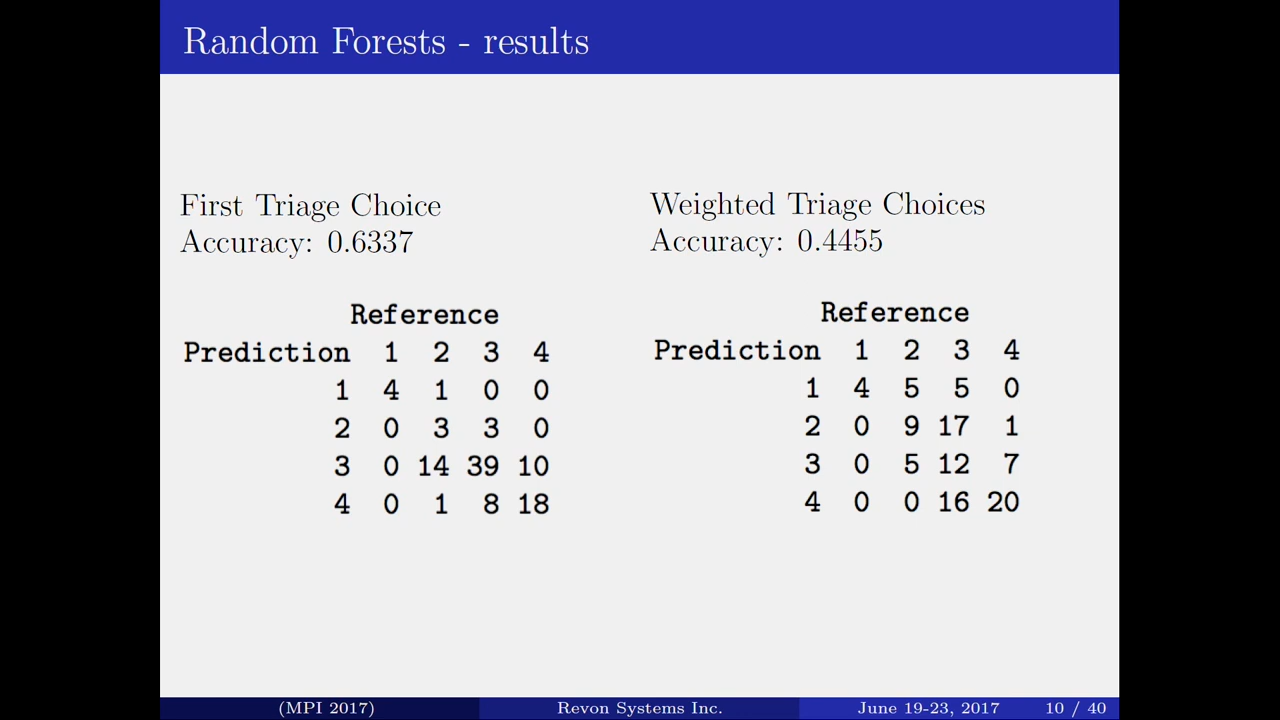 Random Forests - results
First Triage Choice
Accuracy: 0.6337
Reference
Prediction 1 2 3 4
1 4 1 0 0
2 0 3 3 0
3 0 14 39 10
4 0 1 8 18
Weighted Triage Choices
Accuracy: 0.4455
Reference
Prediction 1 2 3 4
1 4 5 5 0
2 0 9 17 1
3 0 5 12 7
4 0 0 16 20
(MPI 2017) Revon Systems Inc. June 19-23, 2017 10 / 40